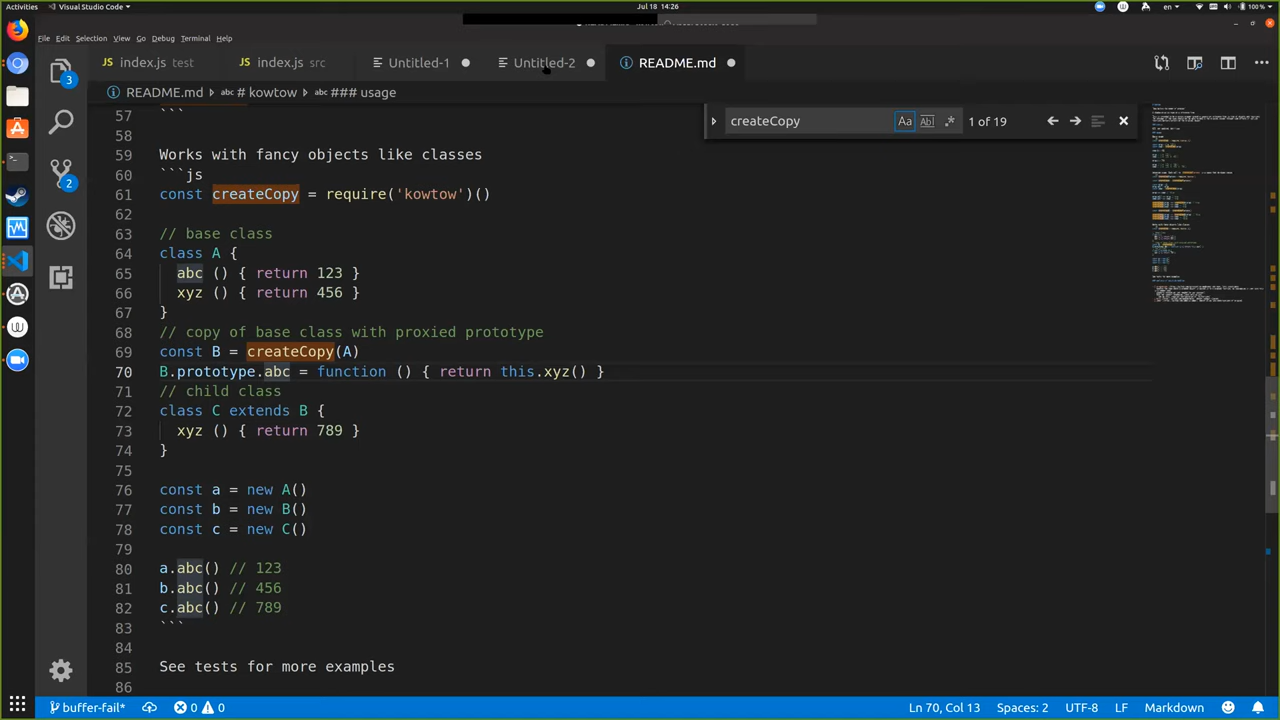 Activities Visual Studio Code Jul 18 14:26 en 100 %
File Edit Selection View Go Debug Terminal Help
index.js test index.js src Untitled-1 Untitled-2 README.md
README.md # kowtow ### usage
createCopy Aa Abl .* 1 of 19
57 ```
58
59 Works with fancy objects like classes
60 ```js
61 const createCopy = require('kowtow' ()
62
63 // base class
64 class A {
65 abc () { return 123 }
66 xyz () { return 456 }
67 }
68 // copy of base class with proxied prototype
69 const B = createCopy(A)
70 B.prototype.abc = function () { return this.xyz() }
71 // child class
72 class C extends B {
73 xyz () { return 789 }
74 }
75
76 const a = new A()
77 const b = new B()
78 const c = new C()
79
80 a.abc() // 123
81 b.abc() // 456
82 c.abc() // 789
83 ```
84
85 See tests for more examples
86
3
2
buffer-fail* 0 0 Ln 70, Col 13 Spaces: 2 UTF-8 LF Markdown